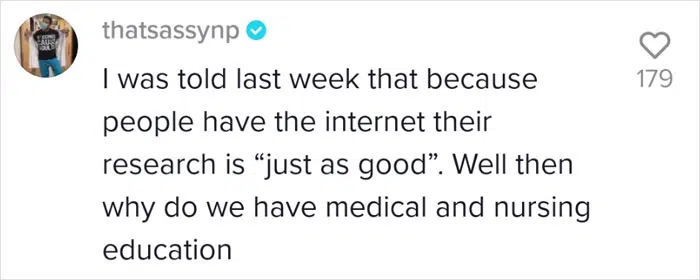 thatsassynp
I was told last week that because
people have the internet their
research is “just as good”. Well then
why do we have medical and nursing
education
179